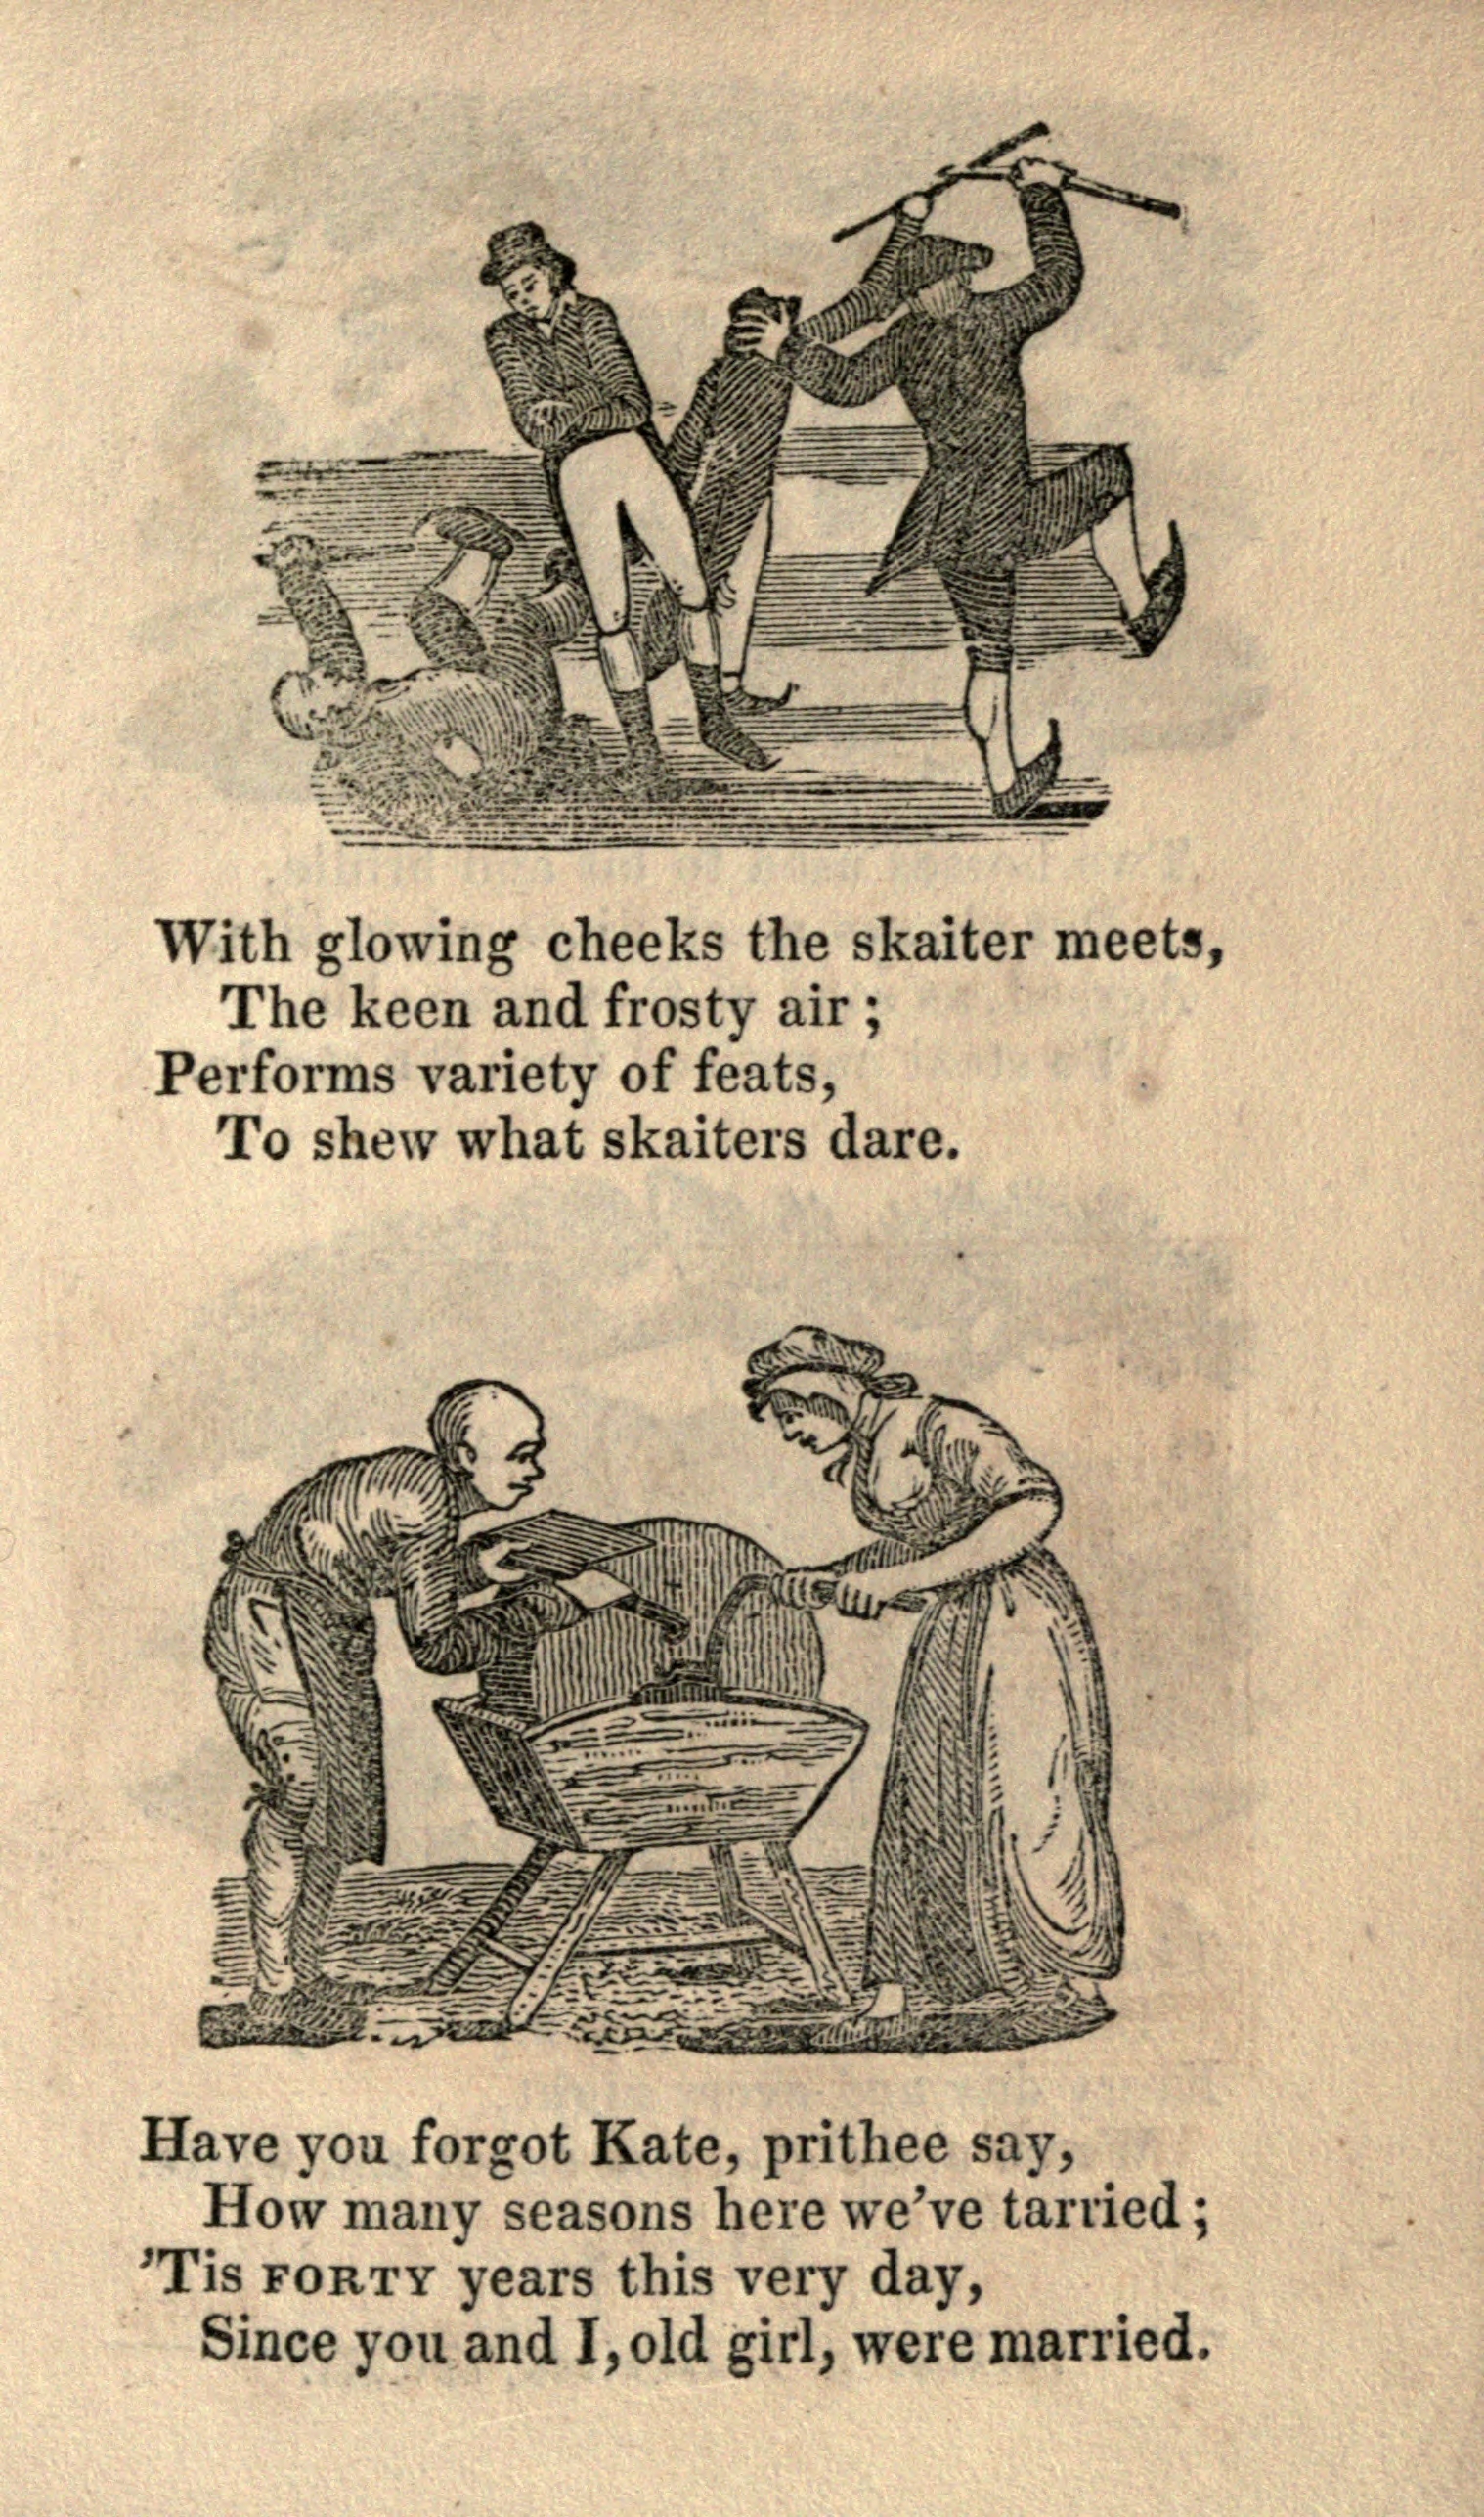 With glowing cheeks the skaiter meets,
The keen and frosty air;
Performs variety of feats,
To shew what skaiters dare.
Have you forgot Kate, prithee say,
How many seasons here we've tarried;
'Tis FORTY years this very day,
Since you and I, old girl, were married.